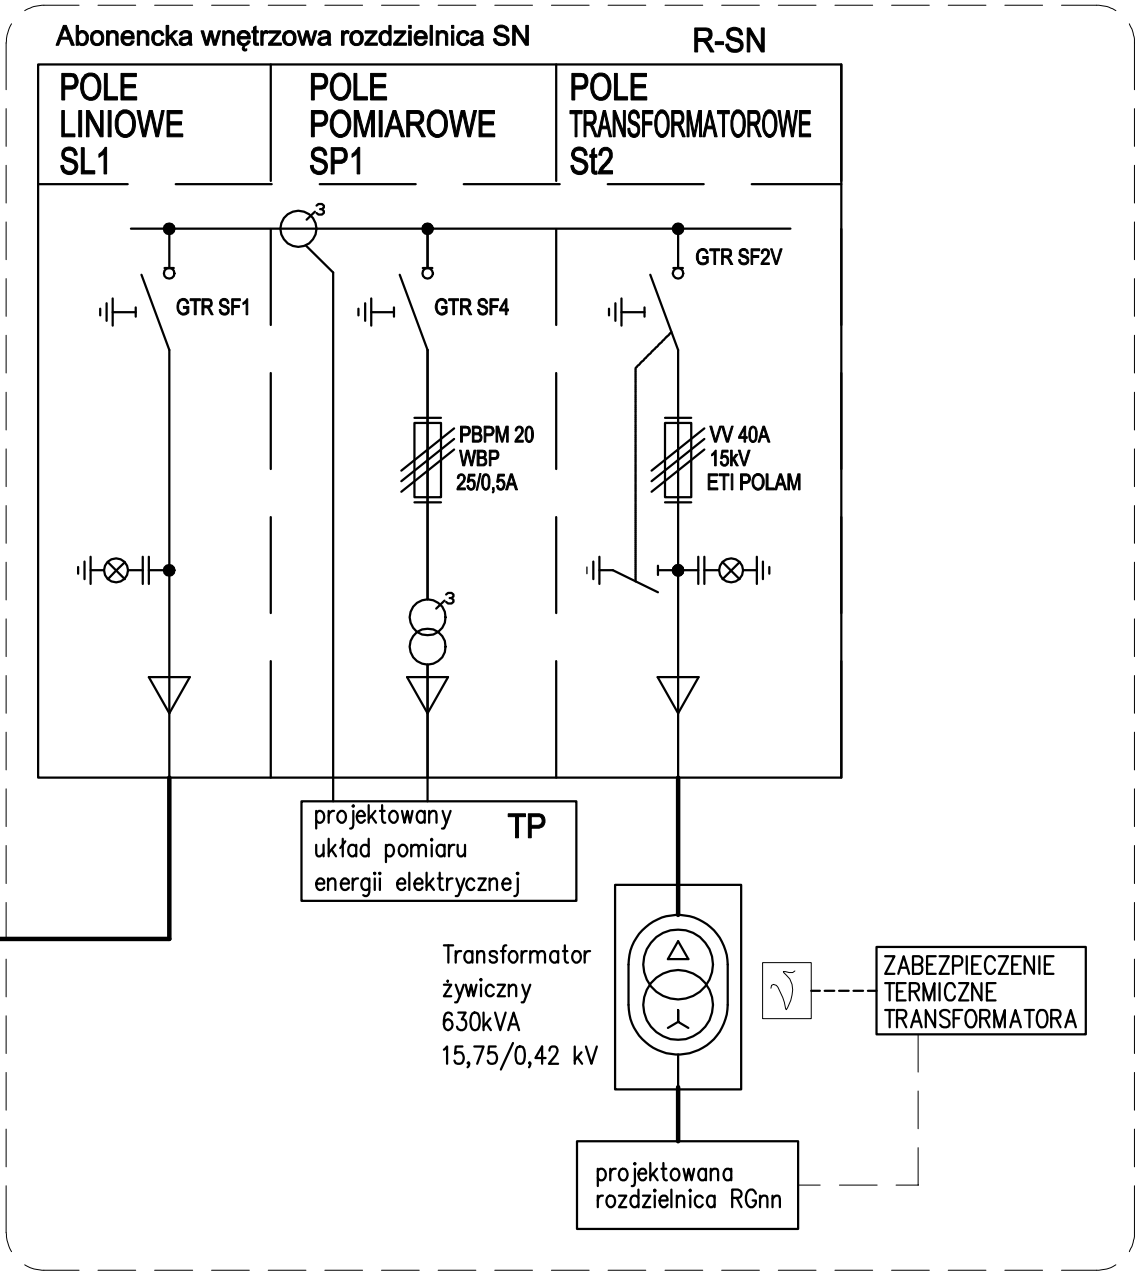 Abonencka wnętrzowa rozdzielnica SN
R-SN
POLE
LINIOWE
SL1
POLE
POMIAROWE
SP1
POLE
TRANSFORMATOROWE
St2
3
GTR SF1
GTR SF4
GTR SF2V
PBPM 20
WBP
25/0,5A
VV 40A
15kV
ETI POLAM
3
projektowany
układ pomiaru
energii elektrycznej
TP
Transformator
żywiczny
630kVA
15,75/0,42 kV
ZABEZPIECZENIE
TERMICZNE
TRANSFORMATORA
projektowana
rozdzielnica RGnn